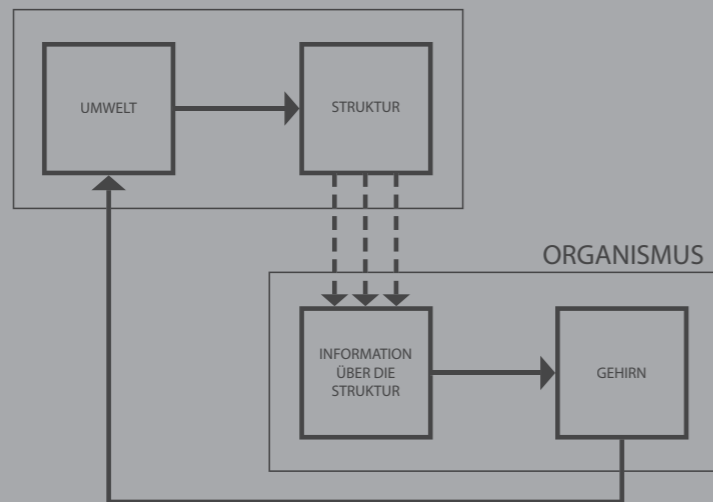 UMWELT
STRUKTUR
ORGANISMUS
INFORMATION
ÜBER DIE
STRUKTUR
GEHIRN